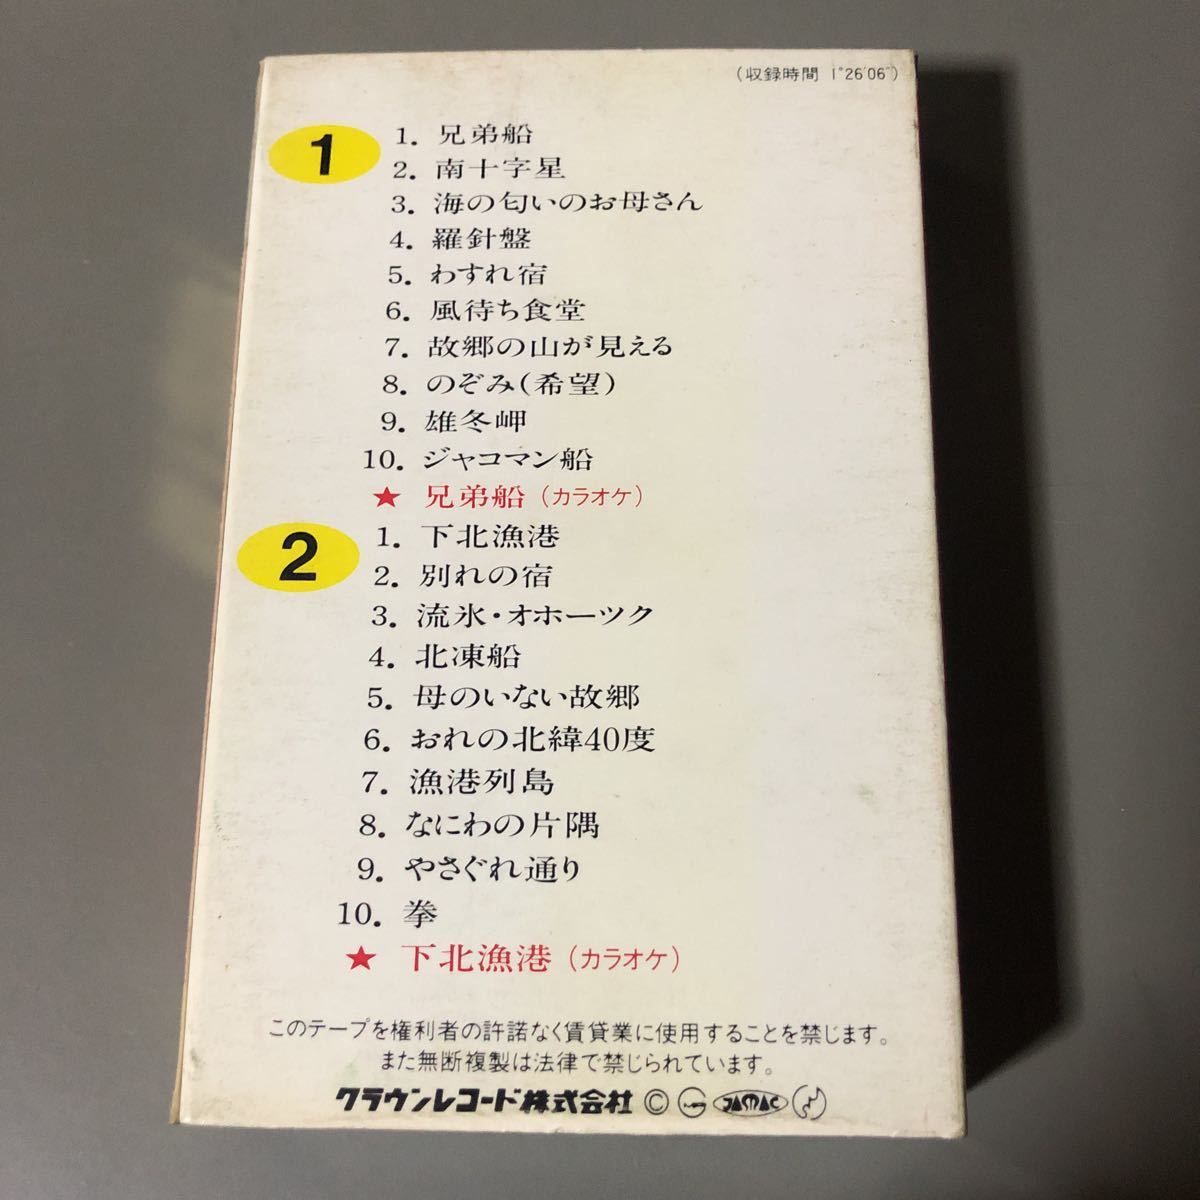 (収録時間 1°26′06″)
1
1. 兄弟船
2. 南十字星
3. 海の匂いのお母さん
4. 羅針盤
5. わすれ宿
6. 風待ち食堂
7. 故郷の山が見える
8. のぞみ(希望)
9. 雄冬岬
10. ジャコマン船
★ 兄弟船 (カラオケ)
2
1. 下北漁港
2. 別れの宿
3. 流氷・オホーツク
4. 北凍船
5. 母のいない故郷
6. おれの北緯40度
7. 漁港列島
8. なにわの片隅
9. やさぐれ通り
10. 拳
★ 下北漁港 (カラオケ)
このテープを権利者の許諾なく賃貸業に使用することを禁じます。
また無断複製は法律で禁じられています。
クラウンレコード株式会社 © JASRAC